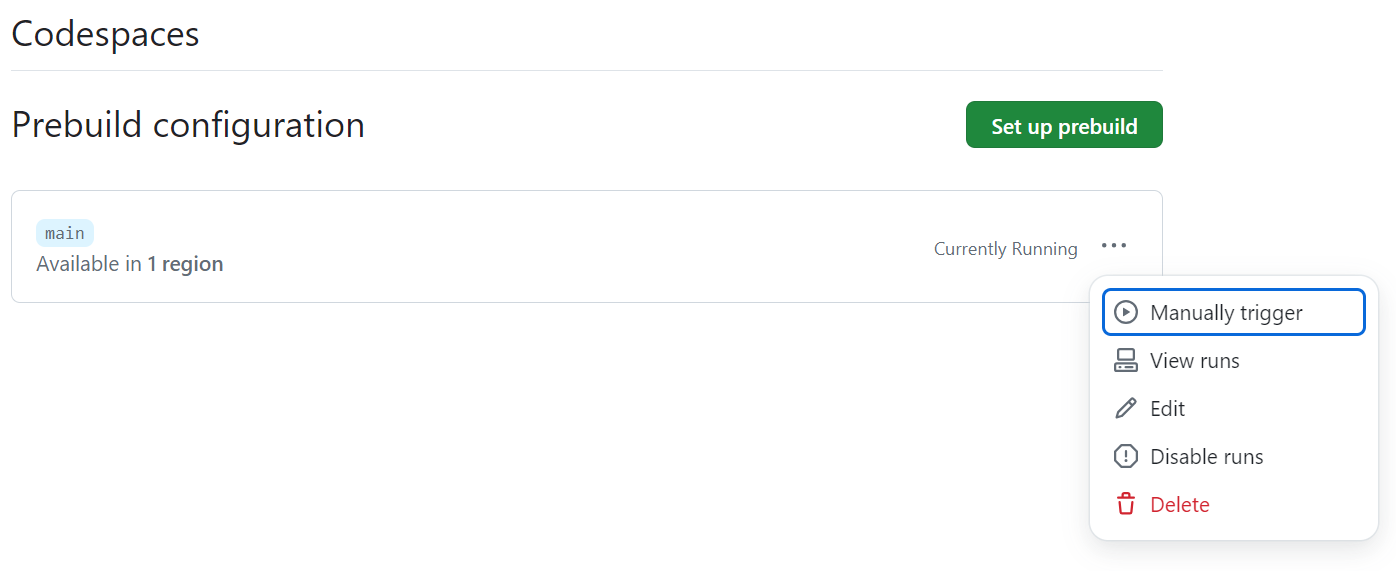 Codespaces
Prebuild configuration
Set up prebuild
main
Available in 1 region
Currently Running
Manually trigger
View runs
Edit
Disable runs
Delete